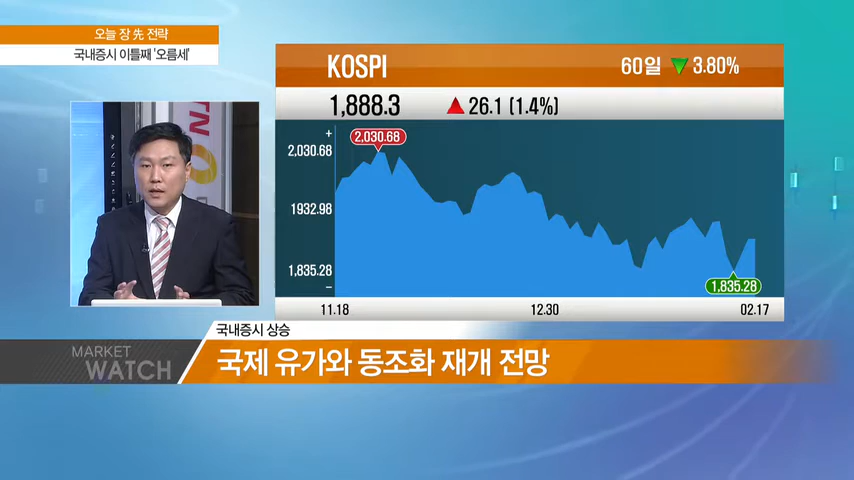 오늘 장 先 전략
국내증시 이틀째 '오름세'
KOSPI
60일 ▼ 3.80%
1,888.3 ▲ 26.1 (1.4%)
+
2,030.68
2,030.68
1932.98
1,835.28
1,835.28
−
11.18 12.30 02.17
TN
국내증시 상승
MARKET
WATCH
국제 유가와 동조화 재개 전망